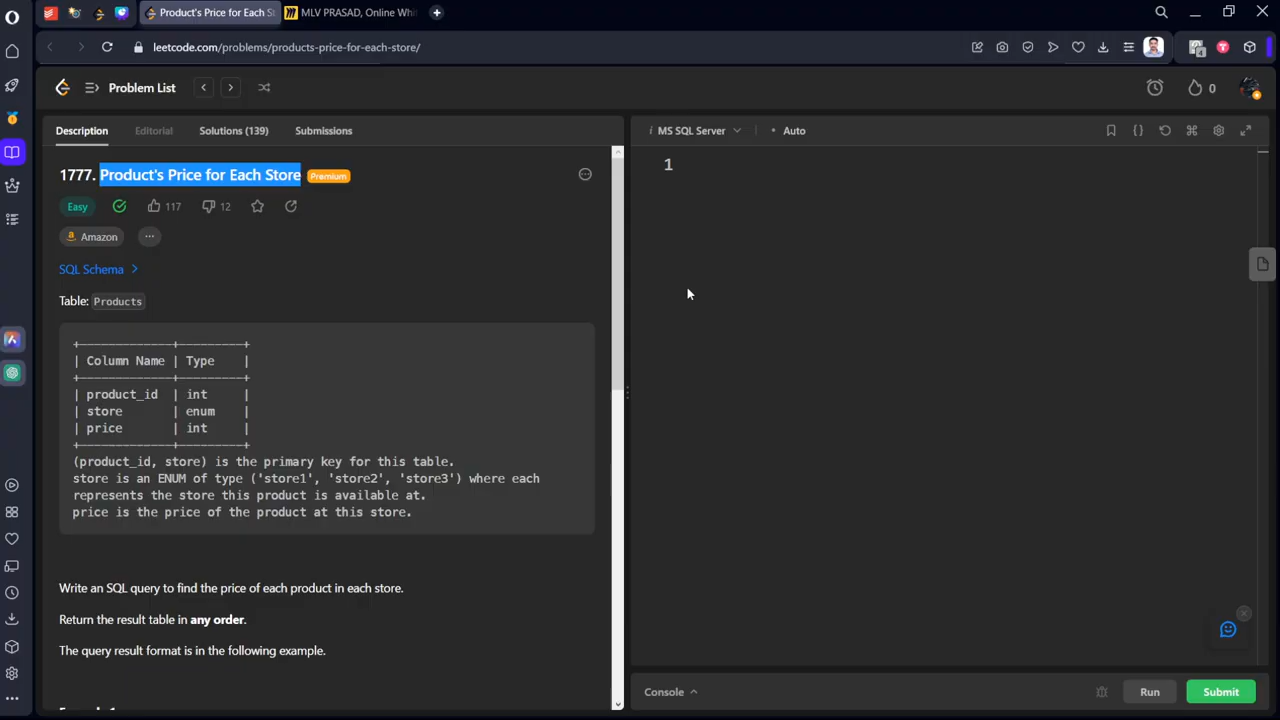 Product's Price for Each St
MLV PRASAD, Online Whit
leetcode.com/problems/products-price-for-each-store/
4
Problem List
0
Description
Editorial
Solutions (139)
Submissions
i MS SQL Server
• Auto
1777. Product's Price for Each Store
Premium
1
Easy
117
12
Amazon
...
SQL Schema >
Table: Products
+-------------+---------+
| Column Name | Type    |
+-------------+---------+
| product_id  | int     |
| store       | enum    |
| price       | int     |
+-------------+---------+
(product_id, store) is the primary key for this table.
store is an ENUM of type ('store1', 'store2', 'store3') where each
represents the store this product is available at.
price is the price of the product at this store.
Write an SQL query to find the price of each product in each store.
Return the result table in any order.
The query result format is in the following example.
Console
Run
Submit